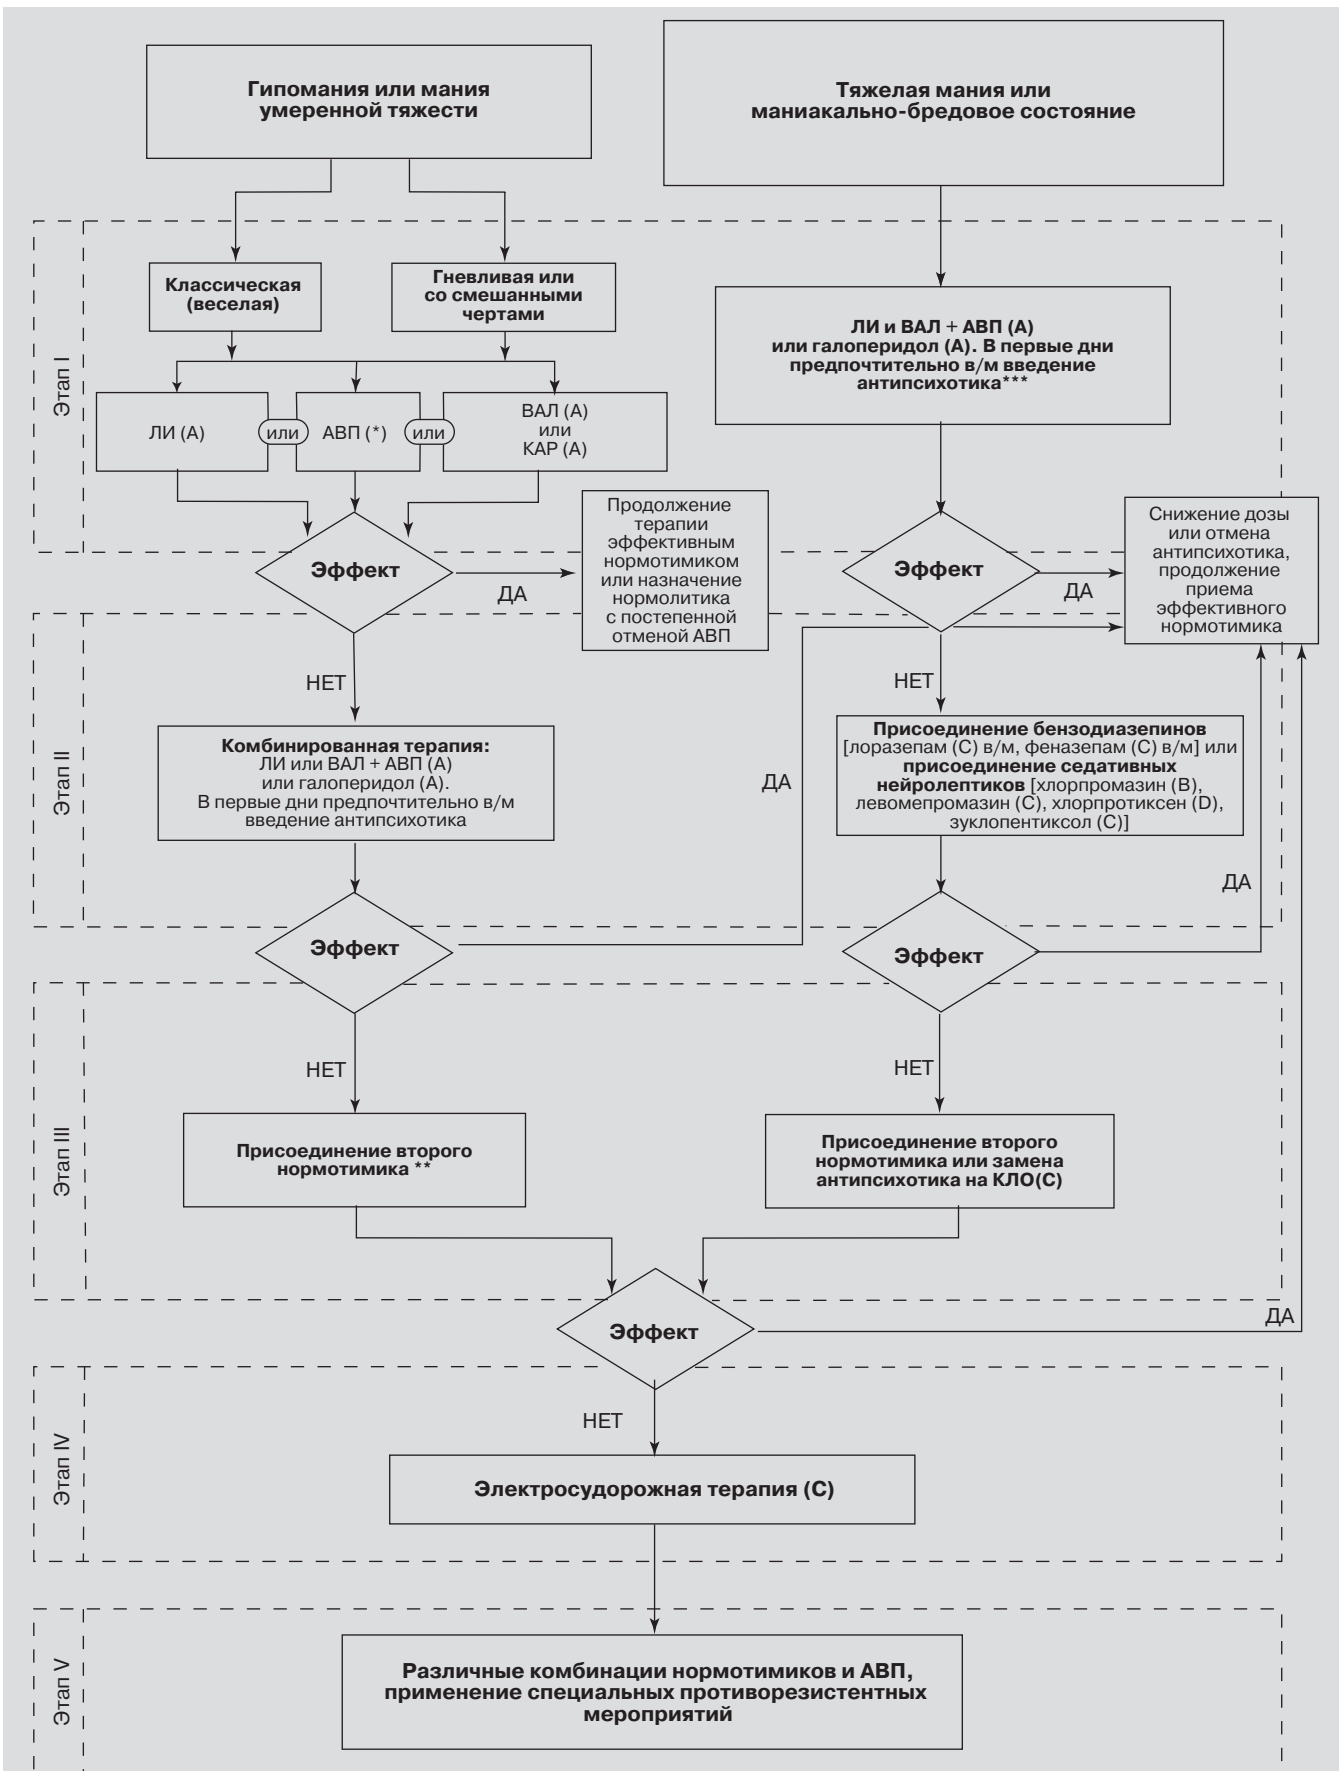 Гипомания или мания
умеренной тяжести
Тяжелая мания или
маниакально-бредовое состояние
Этап I
Классическая
(веселая)
Гневливая или
со смешанными
чертами
ЛИ и ВАЛ + АВП (А)
или галоперидол (А). В первые дни
предпочтительно в/м введение
антипсихотика***
ЛИ (А)
или
АВП (*)
или
ВАЛ (А)
или
КАР (А)
Эффект
ДА
Продолжение
терапии
эффективным
нормотимиком
или назначение
нормолитика
с постепенной
отменой АВП
Эффект
ДА
Снижение дозы
или отмена
антипсихотика,
продолжение
приема
эффективного
нормотимика
Этап II
НЕТ
Комбинированная терапия:
ЛИ или ВАЛ + АВП (А)
или галоперидол (А).
В первые дни предпочтительно в/м
введение антипсихотика
ДА
НЕТ
Присоединение бензодиазепинов
[лоразепам (С) в/м, феназепам (С) в/м] или
присоединение седативных
нейролептиков [хлорпромазин (В),
левомепромазин (С), хлорпротиксен (D),
зуклопентиксол (С)]
ДА
Эффект
Эффект
Этап III
НЕТ
НЕТ
Присоединение второго
нормотимика **
Присоединение второго
нормотимика или замена
антипсихотика на КЛО(С)
Эффект
ДА
Этап IV
НЕТ
Электросудорожная терапия (С)
Этап V
Различные комбинации нормотимиков и АВП,
применение специальных противорезистентных
мероприятий